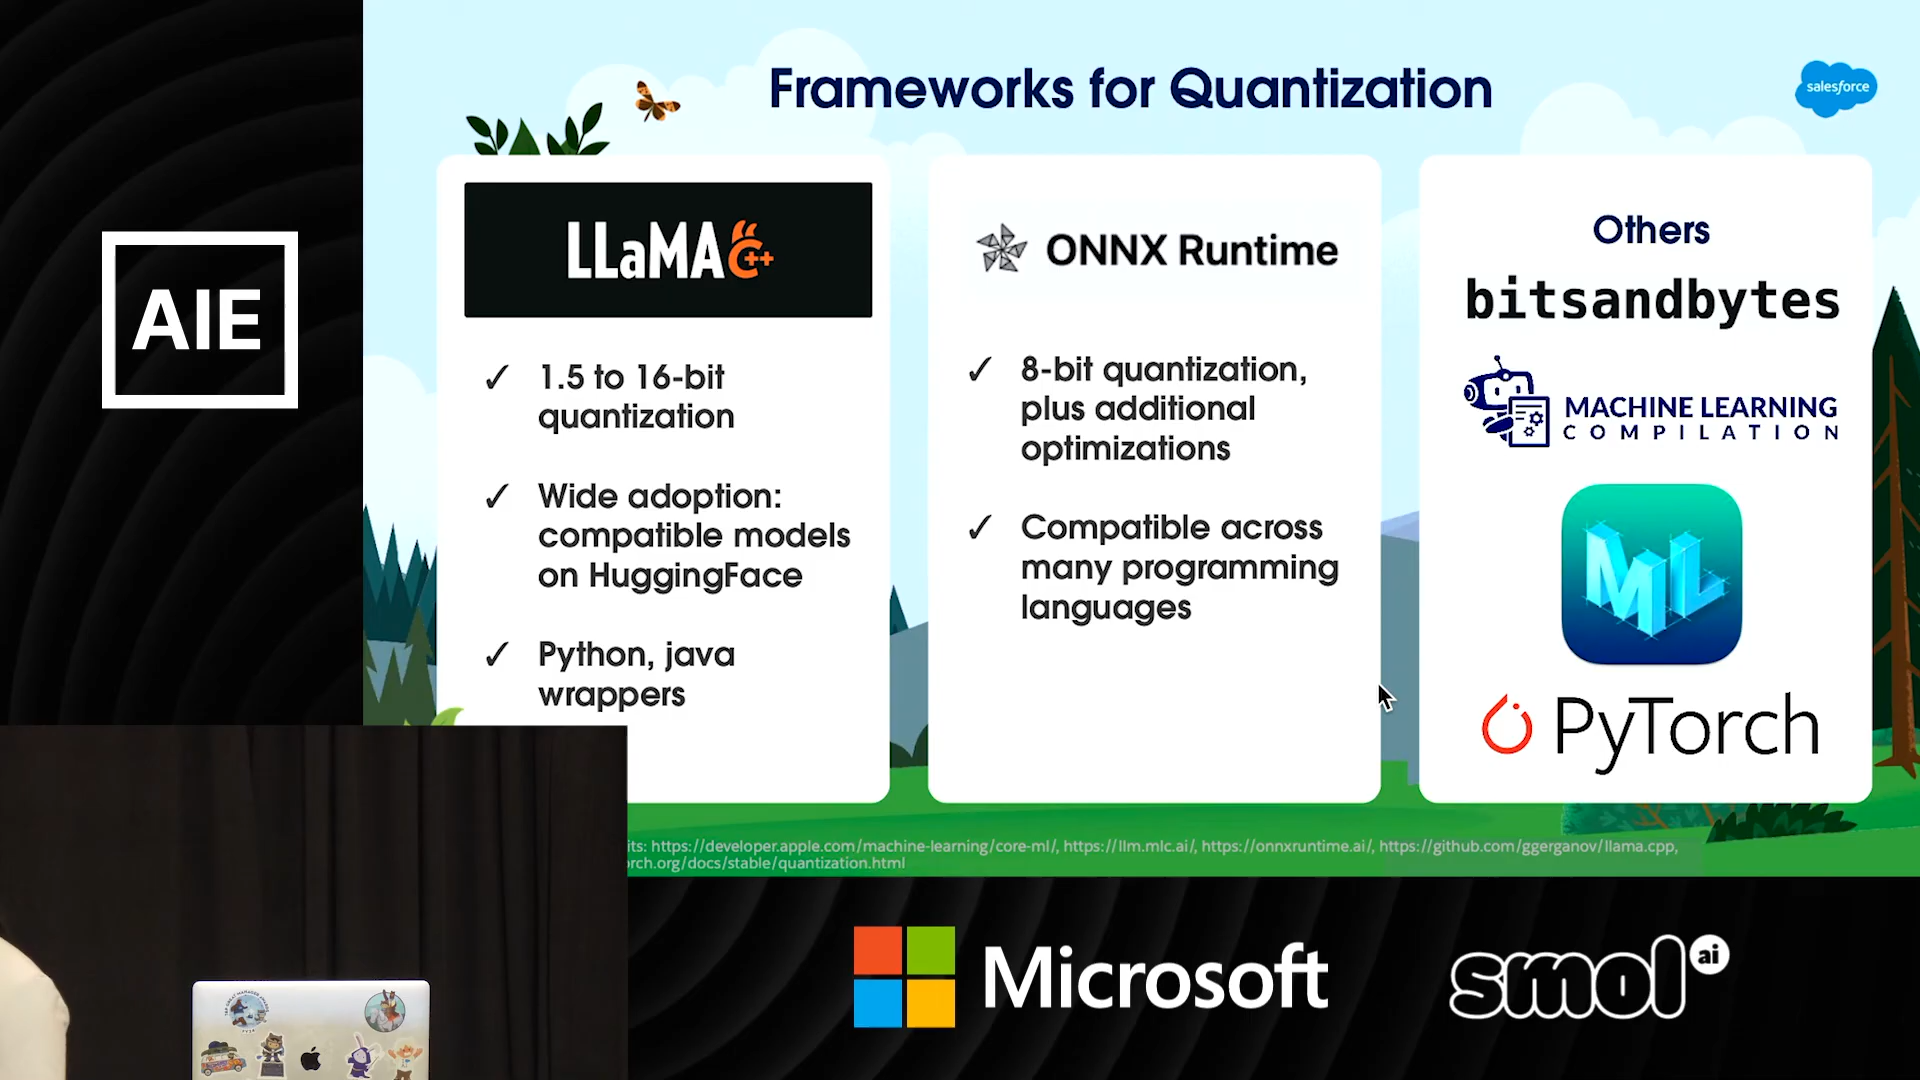 Frameworks for Quantization
salesforce
AIE
LLaMA C++
✓ 1.5 to 16-bit
quantization
✓ Wide adoption:
compatible models
on HuggingFace
✓ Python, java
wrappers
ONNX Runtime
✓ 8-bit quantization,
plus additional
optimizations
✓ Compatible across
many programming
languages
Others
bitsandbytes
MACHINE LEARNING
COMPILATION
ML
PyTorch
its: https://developer.apple.com/machine-learning/core-ml/, https://llm.mlc.ai/, https://onnxruntime.ai/, https://github.com/ggerganov/llama.cpp,
rch.org/docs/stable/quantization.html
Microsoft
smol ai